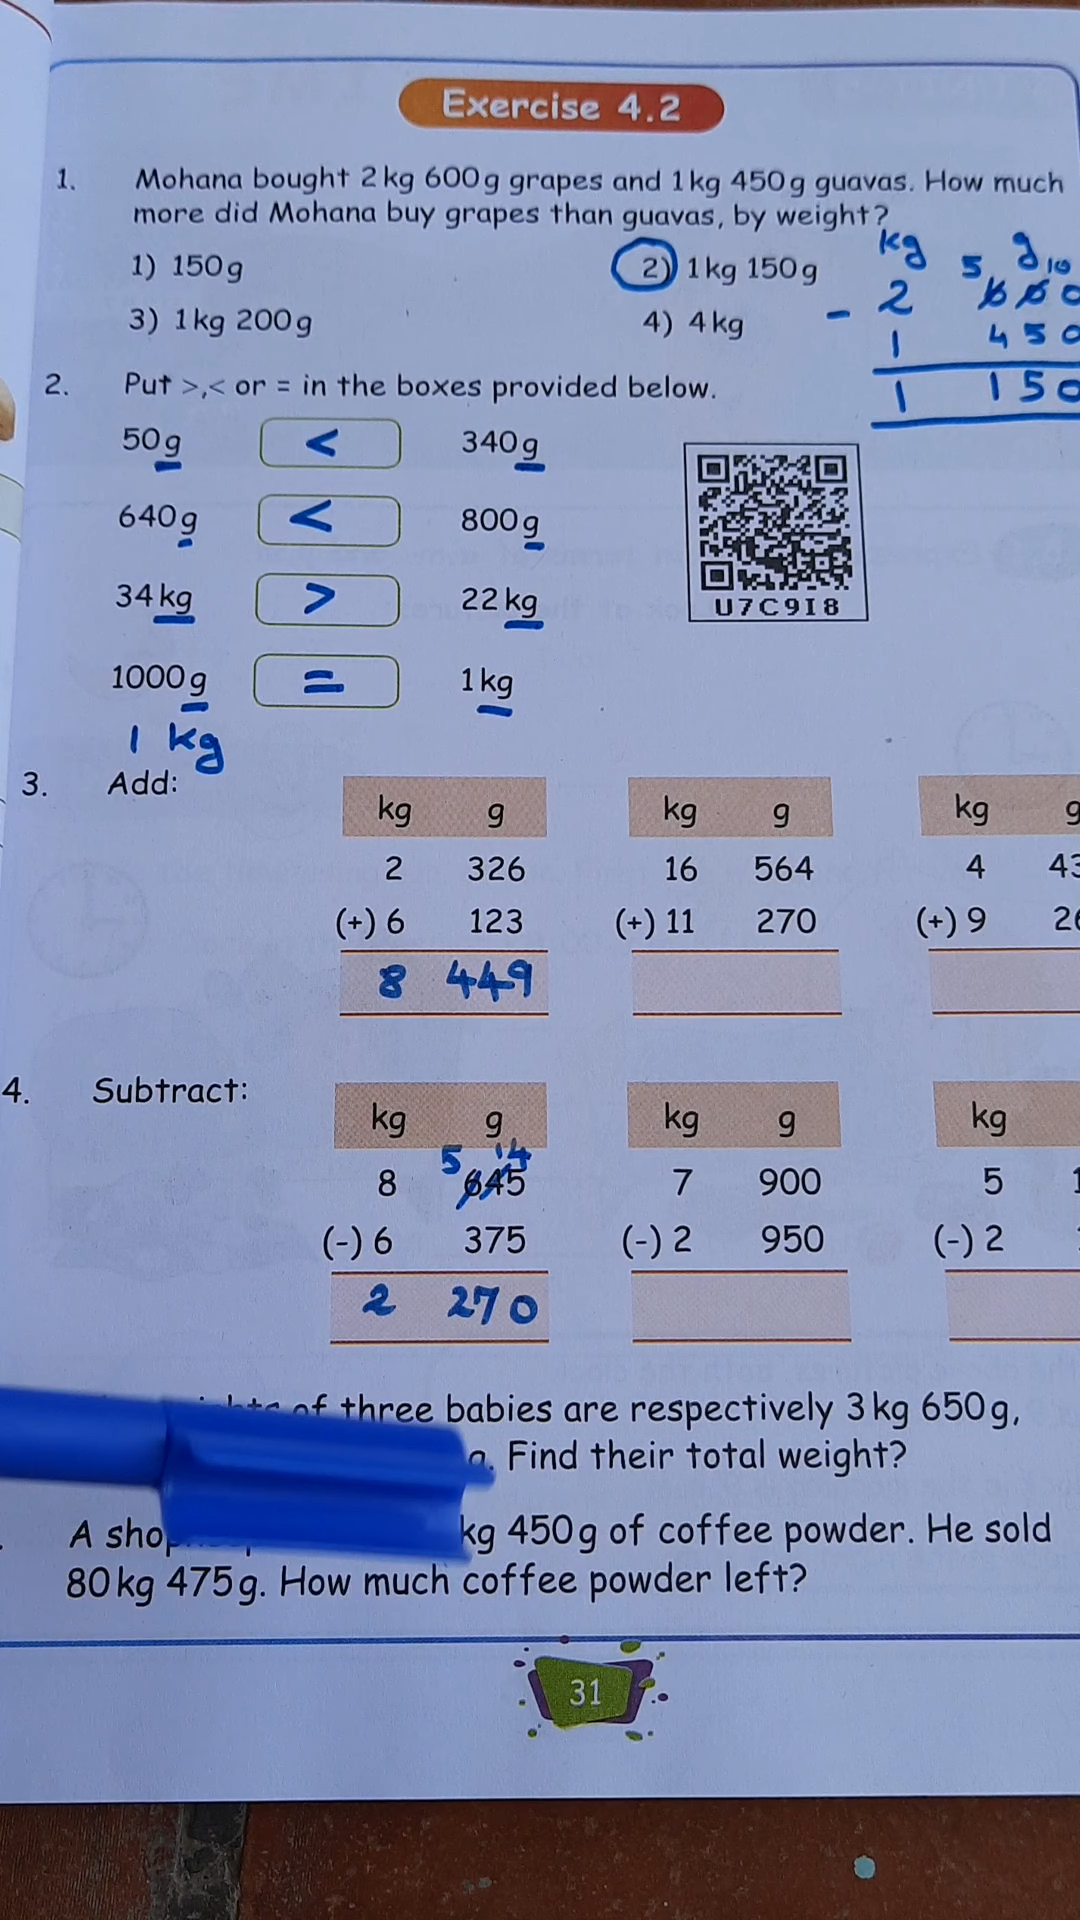 Exercise 4.2
1. Mohana bought 2 kg 600 g grapes and 1 kg 450 g guavas. How much
more did Mohana buy grapes than guavas, by weight?
1) 150 g 2) 1 kg 150 g
3) 1 kg 200 g 4) 4 kg
kg g
5 10
- 2 600
1 450
1 150
2. Put >,< or = in the boxes provided below.
50 g < 340 g
640 g < 800 g
34 kg > 22 kg
1000 g = 1 kg
1 kg
U7C9I8
3. Add:
kg g kg g kg g
2 326 16 564 4
(+) 6 123 (+) 11 270 (+) 9
8 449
4. Subtract:
kg g kg g kg
5 14
8 645 7 900 5
(-) 6 375 (-) 2 950 (-) 2
2 270
of three babies are respectively 3 kg 650 g,
Find their total weight?
A kg 450 g of coffee powder. He sold
80 kg 475 g. How much coffee powder left?
31